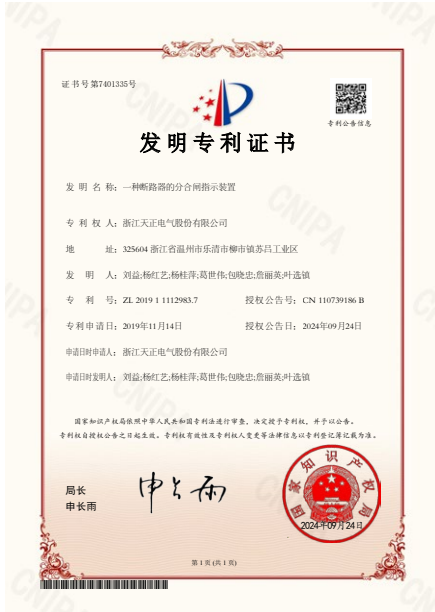 证书号第7401335号
专利公告信息
发明专利证书
发 明 名 称：一种断路器的分合闸指示装置
专 利 权 人：浙江天正电气股份有限公司
地 址：325604 浙江省温州市乐清市柳市镇苏吕工业区
发 明 人：刘益;杨红艺;杨桂萍;葛世伟;包晓忠;詹丽英;叶选镇
专 利 号：ZL 2019 1 1112983.7 授权公告号：CN 110739186 B
专利申请日：2019年11月14日 授权公告日：2024年09月24日
申请日时申请人：浙江天正电气股份有限公司
申请日时发明人：刘益;杨红艺;杨桂萍;葛世伟;包晓忠;詹丽英;叶选镇
国家知识产权局依照中华人民共和国专利法进行审查，决定授予专利权，并予以公告。
专利权自授权公告之日起生效。专利权有效性及专利权人变更等法律信息以专利登记簿记载为准。
局长
申长雨
申长雨
国家知识产权局
2024年09月24日
第 1 页 (共 1 页)
CNIPA
CNIPA
CNIPA
CNIPA
CNIPA